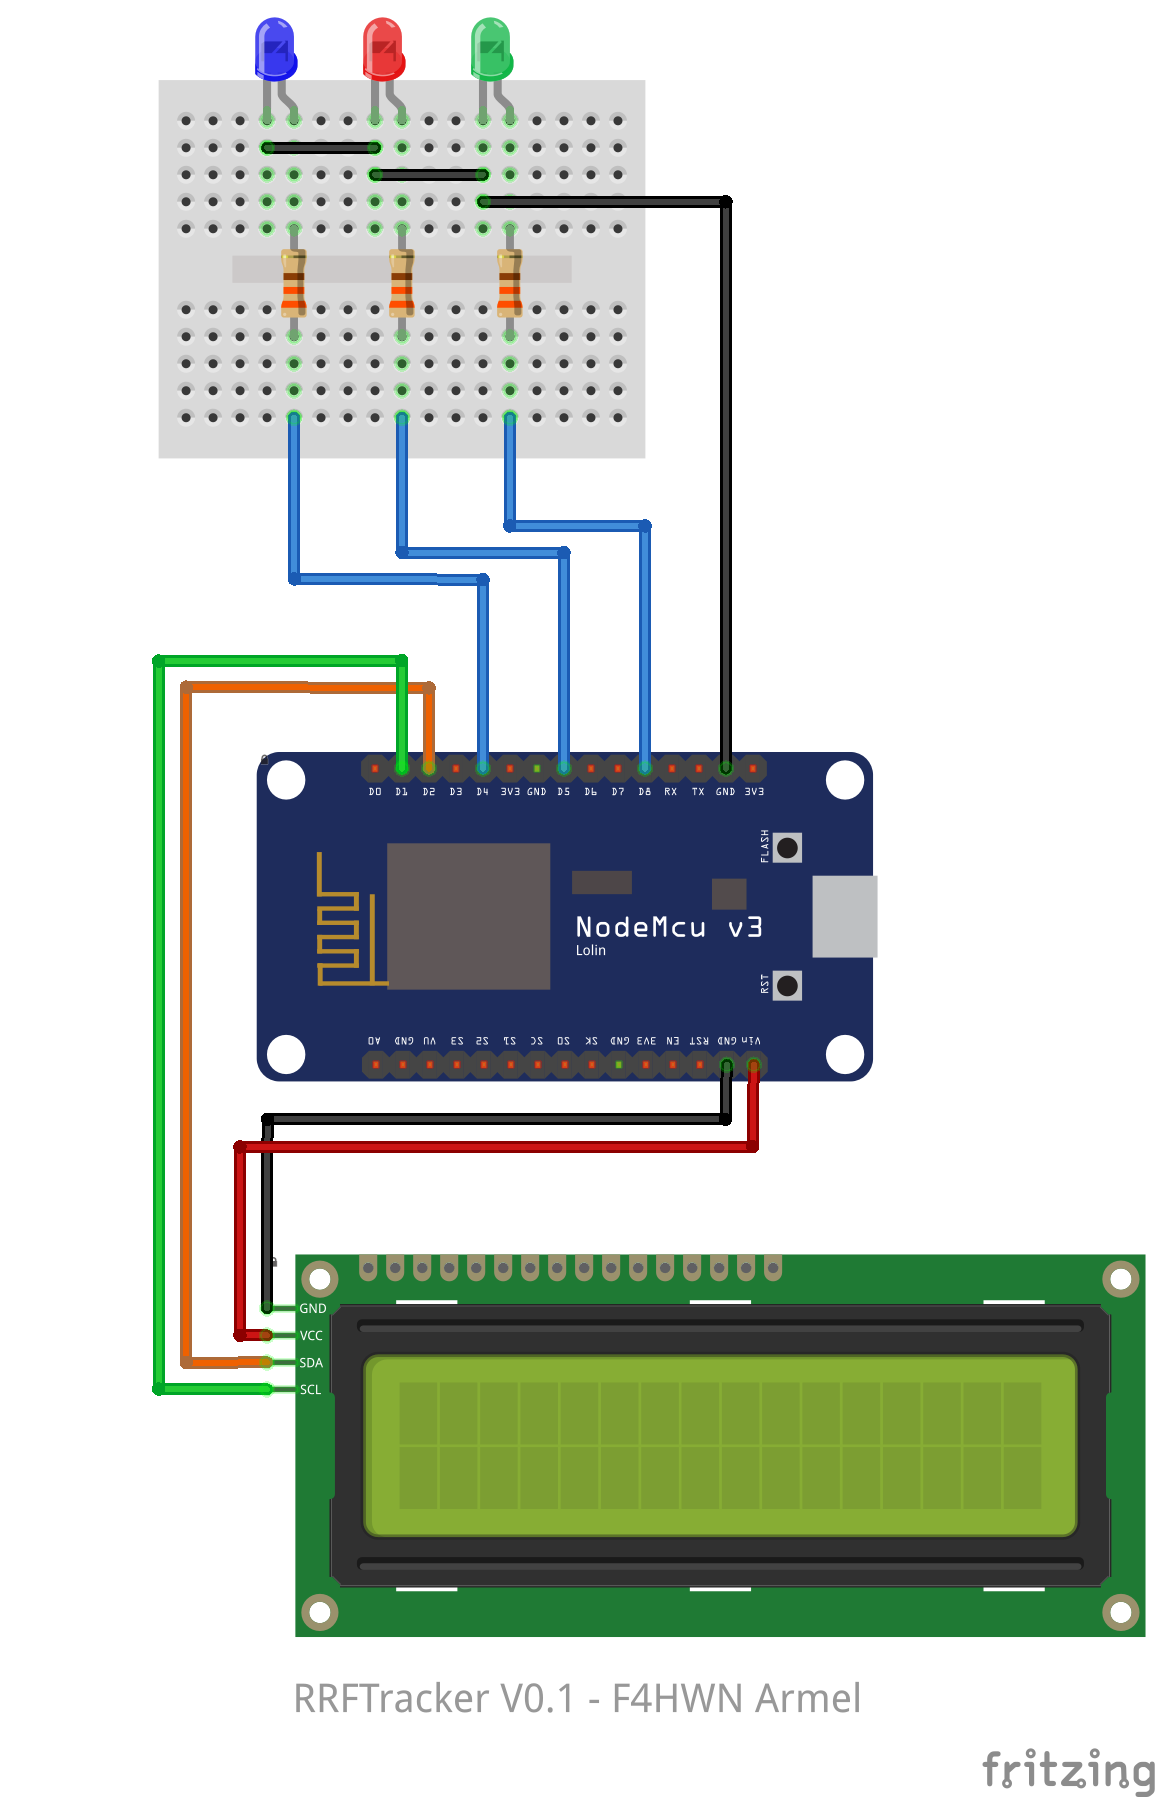 D0 D1 D2 D3 D4 3V3 GND D5 D6 D7 D8 RX TX GND 3V3
FLASH
NodeMcu v3
Lolin
RST
A0 GND VU S3 S2 S1 SC S0 SK GND 3V3 EN RST GND Vin
GND
VCC
SDA
SCL
RRFTracker V0.1 - F4HWN Armel
fritzing